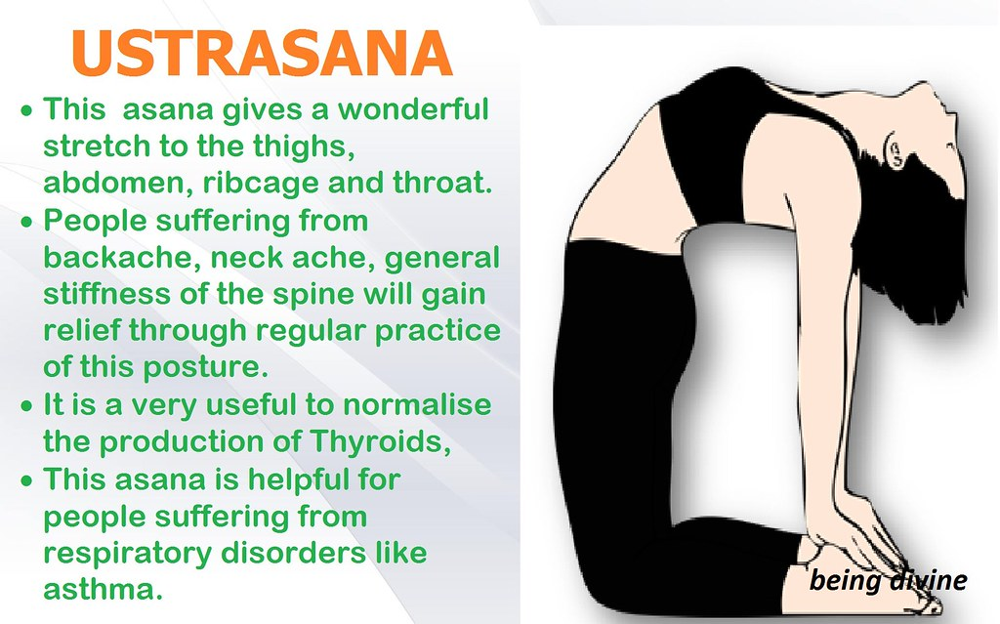 USTRASANA
• This asana gives a wonderful
stretch to the thighs,
abdomen, ribcage and throat.
• People suffering from
backache, neck ache, general
stiffness of the spine will gain
relief through regular practice
of this posture.
• It is a very useful to normalise
the production of Thyroids,
• This asana is helpful for
people suffering from
respiratory disorders like
asthma.
being divine